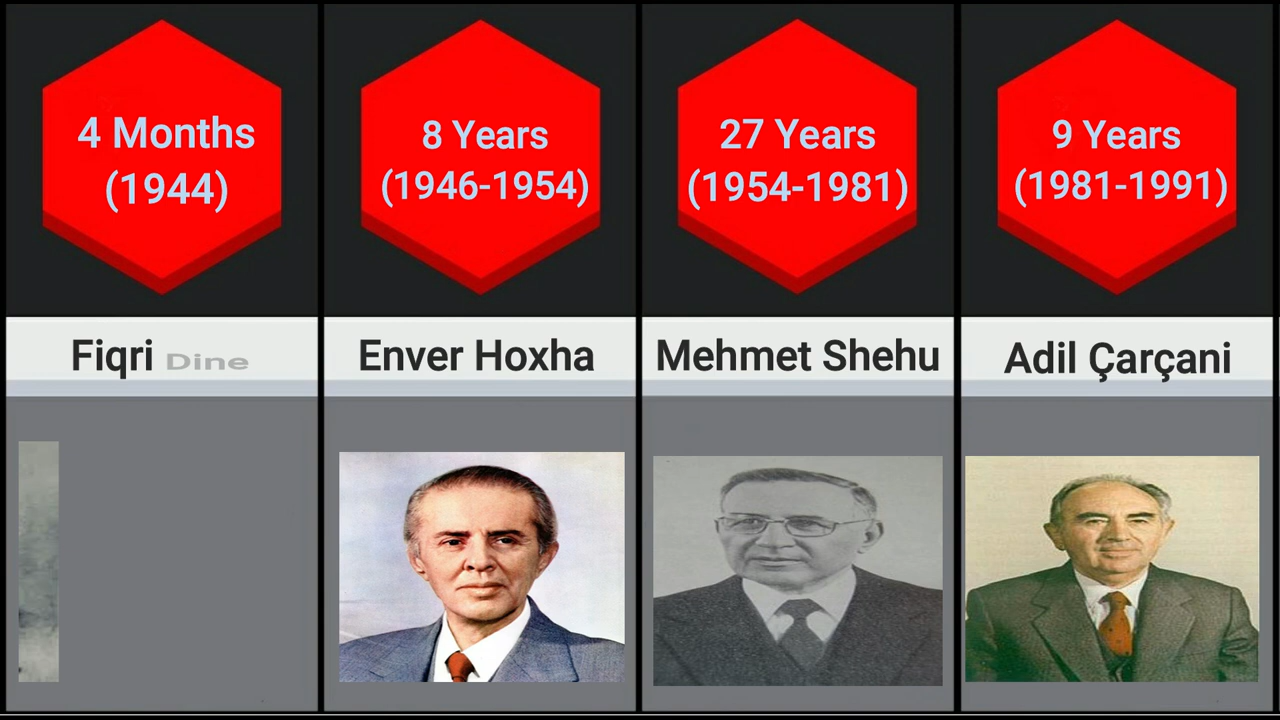 4 Months
(1944)
8 Years
(1946-1954)
27 Years
(1954-1981)
9 Years
(1981-1991)
Fiqri Dine
Enver Hoxha
Mehmet Shehu
Adil Çarçani